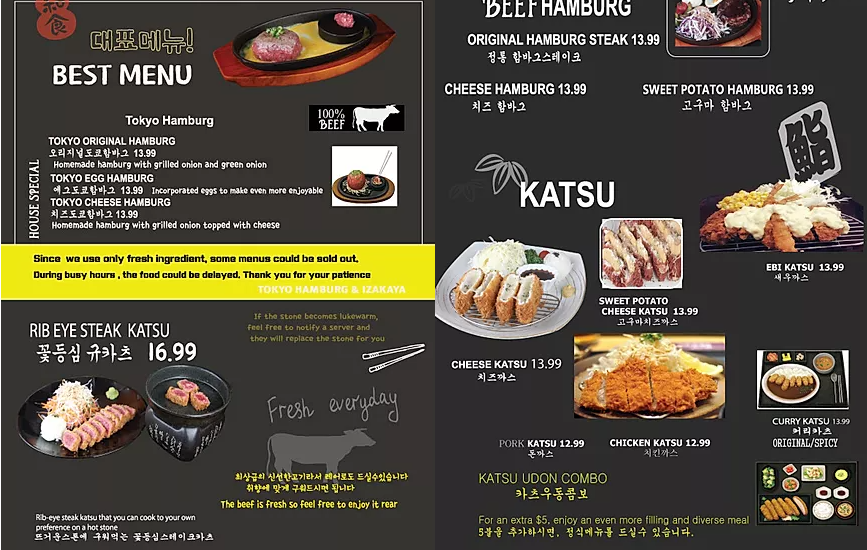 和食
대표메뉴!
BEST MENU
Tokyo Hamburg
100%
BEEF
HOUSE SPECIAL
TOKYO ORIGINAL HAMBURG
오리지널도쿄함바그 13.99
Homemade hamburg with grilled onion and green onion
TOKYO EGG HAMBURG
에그도쿄함바그 13.99 Incorporated eggs to make even more enjoyable
TOKYO CHEESE HAMBURG
치즈도쿄함바그 13.99
Homemade hamburg with grilled onion topped with cheese
Since we use only fresh ingredient, some menus could be sold out.
During busy hours , the food could be delayed. Thank you for your patience
TOKYO HAMBURG & IZAKAYA
If the stone becomes lukewarm,
feel free to notify a server and
they will replace the stone for you
RIB EYE STEAK KATSU
꽃등심 규카츠 16.99
Fresh everyday
최상급의 신선한고기라서 레어로도 드실수있습니다
취향에 맞게 구워드시면 됩니다
The beef is fresh so feel free to enjoy it rear
Rib-eye steak katsu that you can cook to your own
preference on a hot stone
뜨거운스톤에 구워먹는 꽃등심스테이크카츠
BEEF HAMBURG
ORIGINAL HAMBURG STEAK 13.99
정통 함바그스테이크
CHEESE HAMBURG 13.99
치즈 함바그
SWEET POTATO HAMBURG 13.99
고구마 함바그
鮨
KATSU
EBI KATSU 13.99
새우까스
SWEET POTATO
CHEESE KATSU 13.99
고구마치즈까스
CHEESE KATSU 13.99
치즈까스
CURRY KATSU 13.99
커리카츠
ORIGINAL/SPICY
PORK KATSU 12.99
돈까스
CHICKEN KATSU 12.99
치킨까스
KATSU UDON COMBO
카츠우동콤보
For an extra $5, enjoy an even more filling and diverse meal
5불을 추가하시면, 정식메뉴를 드실수 있습니다.